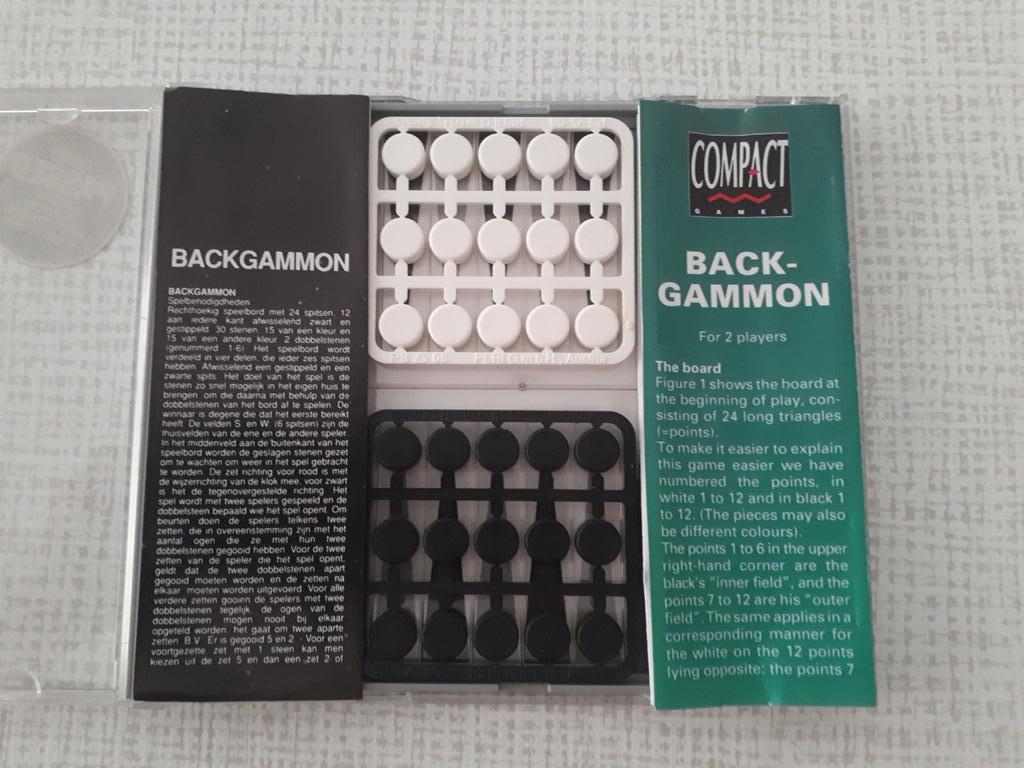 BACKGAMMON
BACKGAMMON
Spelbenodigdheden
Rechthoekig speelbord met 24 spitsen. 12
aan iedere kant afwisselend zwart en
gestippeld 30 stenen. 15 van een kleur en
15 van een andere kleur 2 dobbelstenen
(genummerd 1-6) Het speelbord wordt
verdeeld in vier delen, die ieder zes spitsen
hebben. Afwisselend een gestippeld en een
zwarte spits. Het doel van het spel is de
stenen zo snel mogelijk in het eigen huis te
brengen, om die daarna met behulp van de
dobbelstenen van het bord af te spelen. De
winnaar is degene die dat het eerste bereikt
heeft. De velden S en W: (6 spitsen) zijn de
thuisvelden van de ene en de andere speler.
In het middenveld aan de buitenkant van het
speelbord worden de geslagen stenen gezet
om te wachten om weer in het spel gebracht
te worden. De zet richting voor rood is met
de wijzerrichting van de klok mee, voor zwart
is het de tegenovergestelde richting. Het
spel wordt met twee spelers gespeeld en de
dobbelsteen bepaald wie het spel opent. Om
beurten doen de spelers telkens twee
zetten, die in overeenstemming zijn met het
aantal ogen die ze met hun twee
dobbelstenen gegooid hebben. Voor de twee
zetten van de speler die het spel opent,
geldt dat de twee dobbelstenen apart
gegooid moeten worden en de zetten na
elkaar moeten worden uitgevoerd. Voor alle
verdere zetten gooien de spelers met twee
dobbelstenen tegelijk, de ogen van de
dobbelstenen mogen nooit bij elkaar
opgeteld worden, het gaat om twee aparte
zetten. B.V. Er is gegooid 5 en 2 - Voor een
voortgezette zet met 1 steen kan men
kiezen uit de zet 5 en dan een zet 2 of
PERI G.m.b.H., Austria
COMPACT
GAMES
BACK-
GAMMON
For 2 players
The board
Figure 1 shows the board at
the beginning of play, con-
sisting of 24 long triangles
(=points).
To make it easier to explain
this game easier we have
numbered the points, in
white 1 to 12 and in black 1
to 12. (The pieces may also
be different colours).
The points 1 to 6 in the upper
right-hand corner are the
black's "inner field", and the
points 7 to 12 are his "outer
field". The same applies in a
corresponding manner for
the white on the 12 points
lying opposite: the points 7